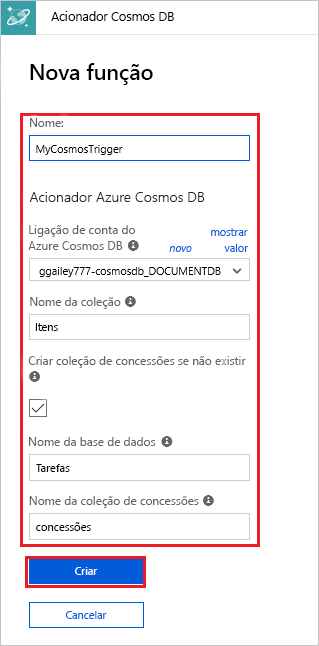 Acionador Cosmos DB
Nova função
Nome:
MyCosmosTrigger
Acionador Azure Cosmos DB
Ligação de conta do mostrar
Azure Cosmos DB novo valor
ggailey777-cosmosdb_DOCUMENTDB
Nome da coleção
Itens
Criar coleção de concessões se não existir
Nome da base de dados
Tarefas
Nome da coleção de concessões
concessões
Criar
Cancelar